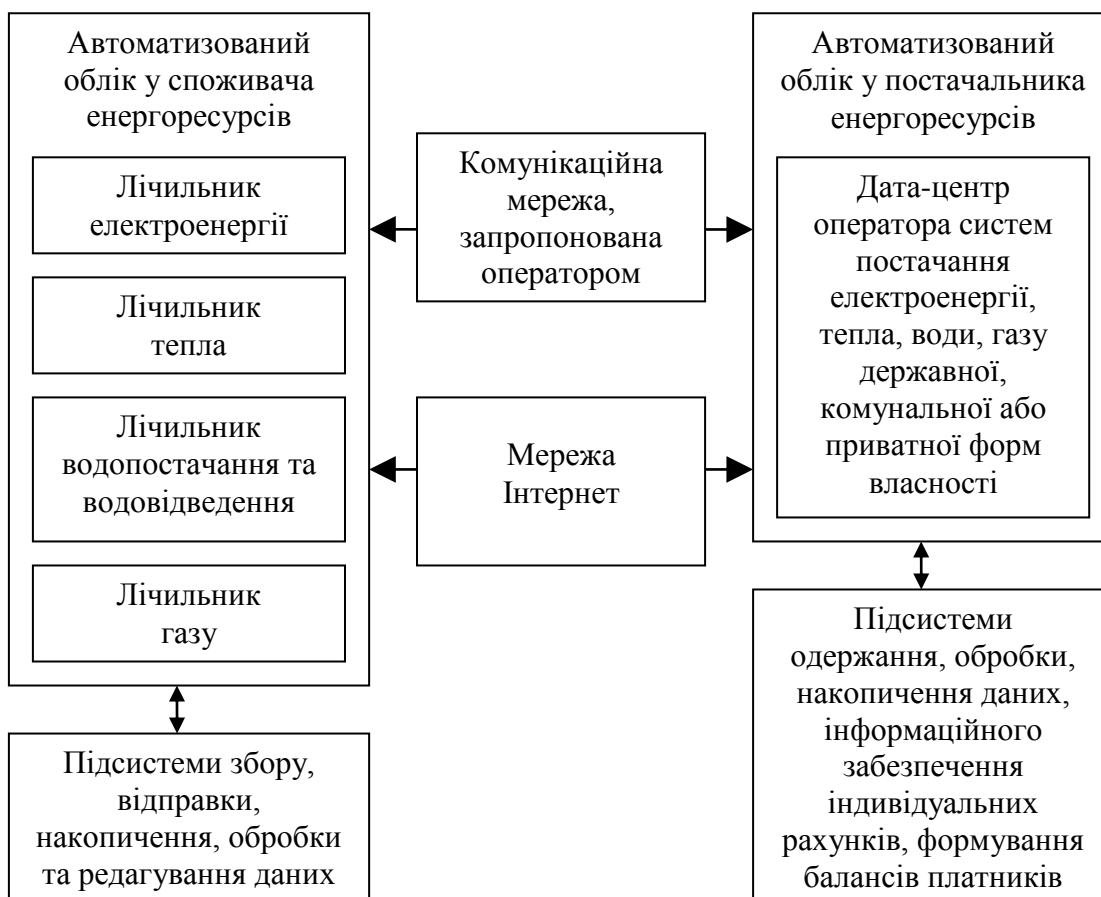 Автоматизований
облік у споживача
енергоресурсів
Лічильник
електроенергії
Лічильник
тепла
Лічильник
водопостачання та
водовідведення
Лічильник
газу
Підсистеми збору,
відправки,
накопичення, обробки
та редагування даних
Комунікаційна
мережа,
запропонована
оператором
Мережа
Інтернет
Автоматизований
облік у постачальника
енергоресурсів
Дата-центр
оператора систем
постачання
електроенергії,
тепла, води, газу
державної,
комунальної або
приватної форм
власності
Підсистеми
одержання, обробки,
накопичення даних,
інформаційного
забезпечення
індивідуальних
рахунків, формування
балансів платників